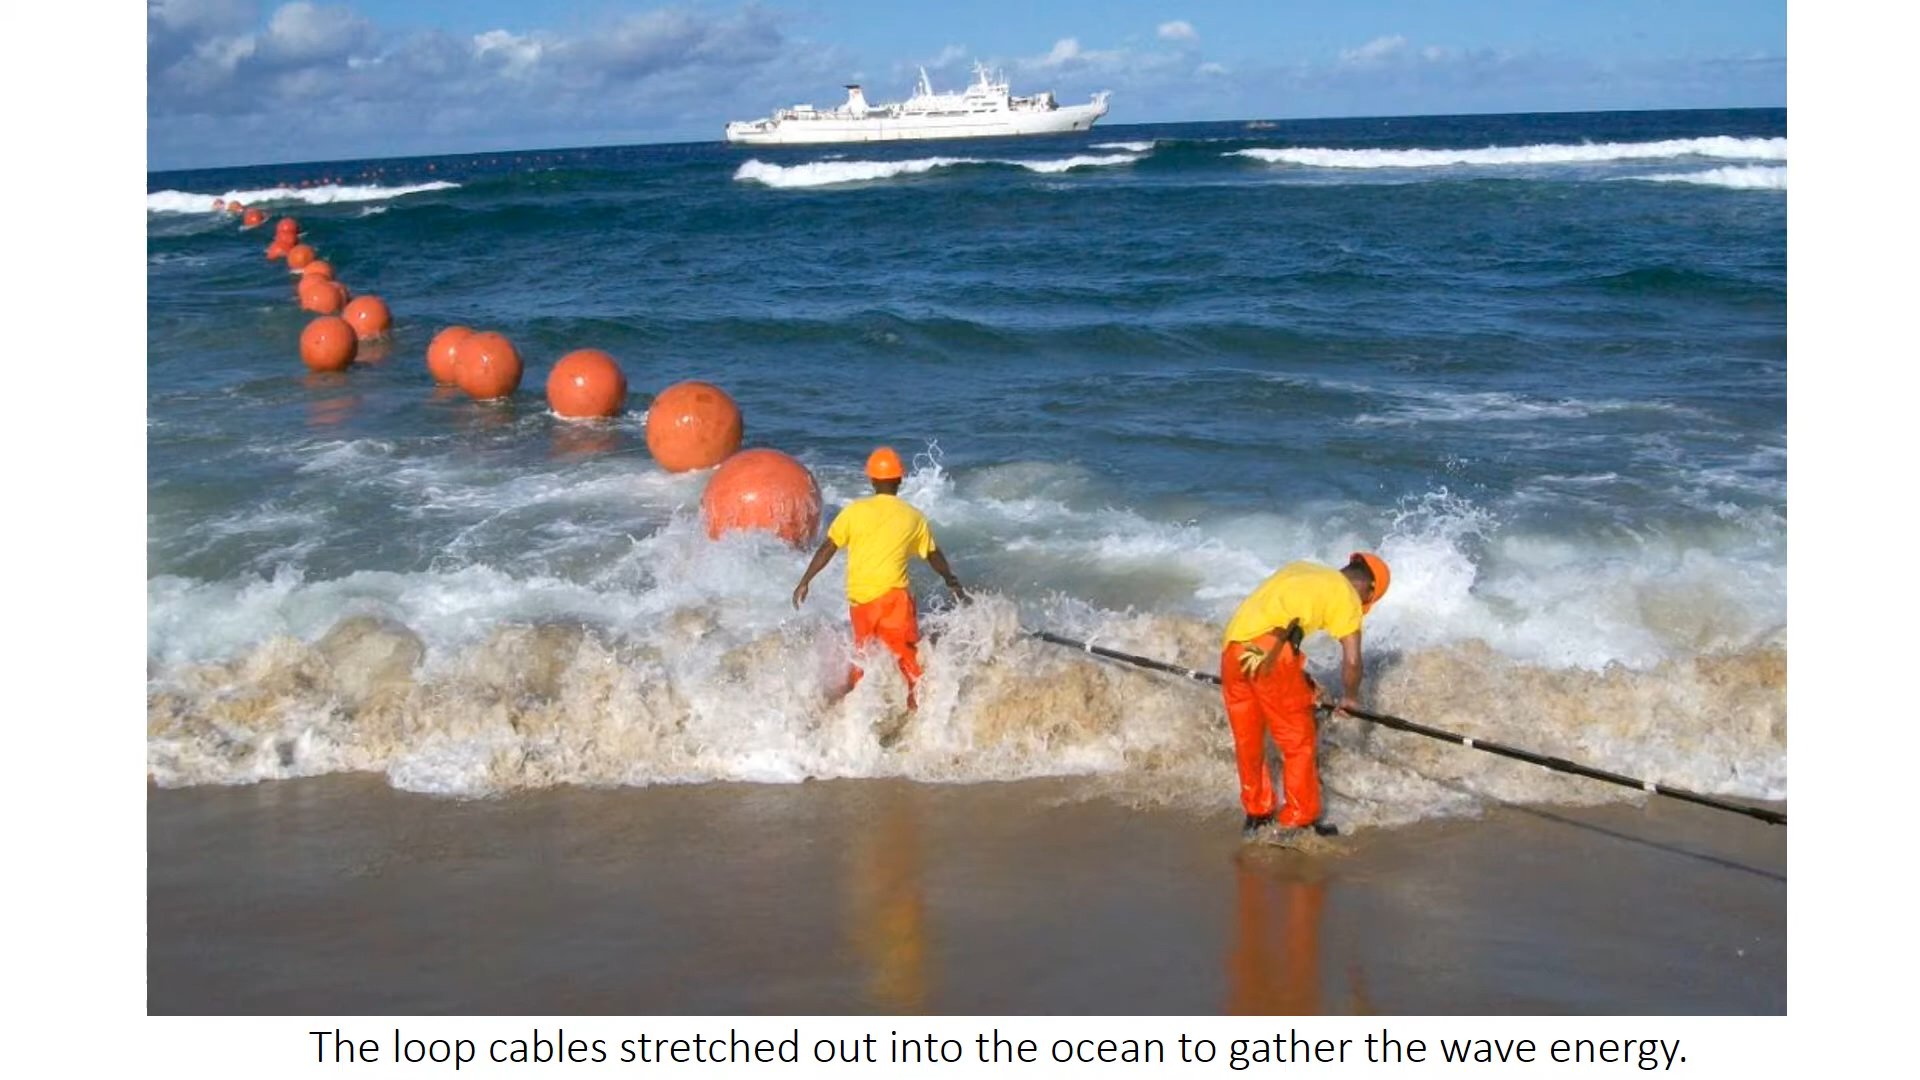 The loop cables stretched out into the ocean to gather the wave energy.